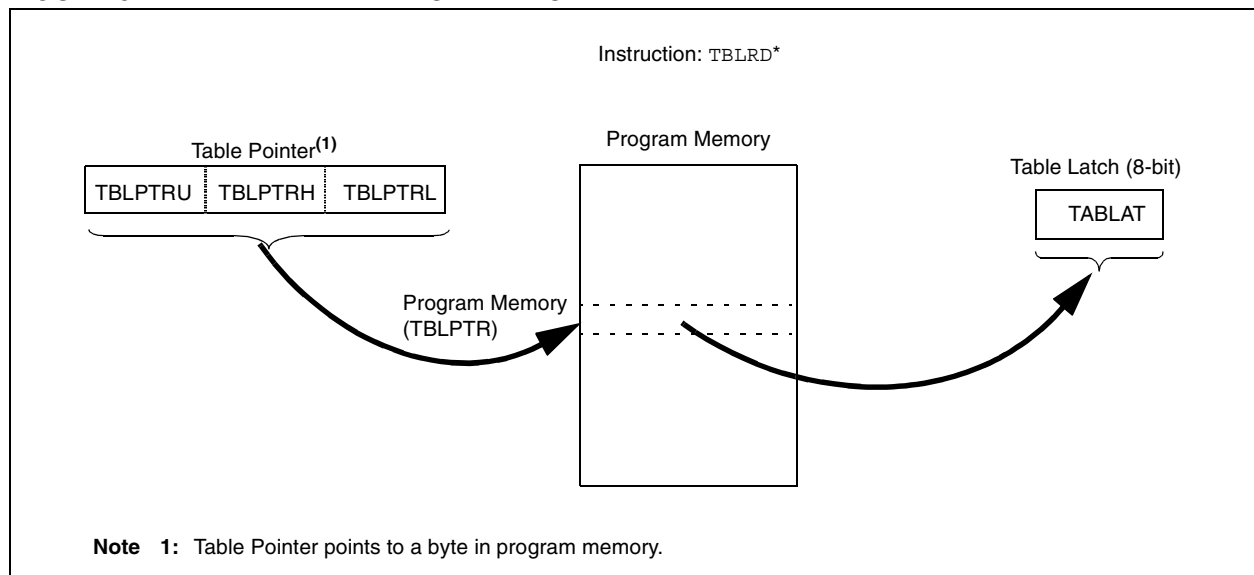 Instruction: TBLRD*
Table Pointer(1)
TBLPTRU TBLPTRH TBLPTRL
Program Memory
Table Latch (8-bit)
TABLAT
Program Memory
(TBLPTR)
Note 1: Table Pointer points to a byte in program memory.